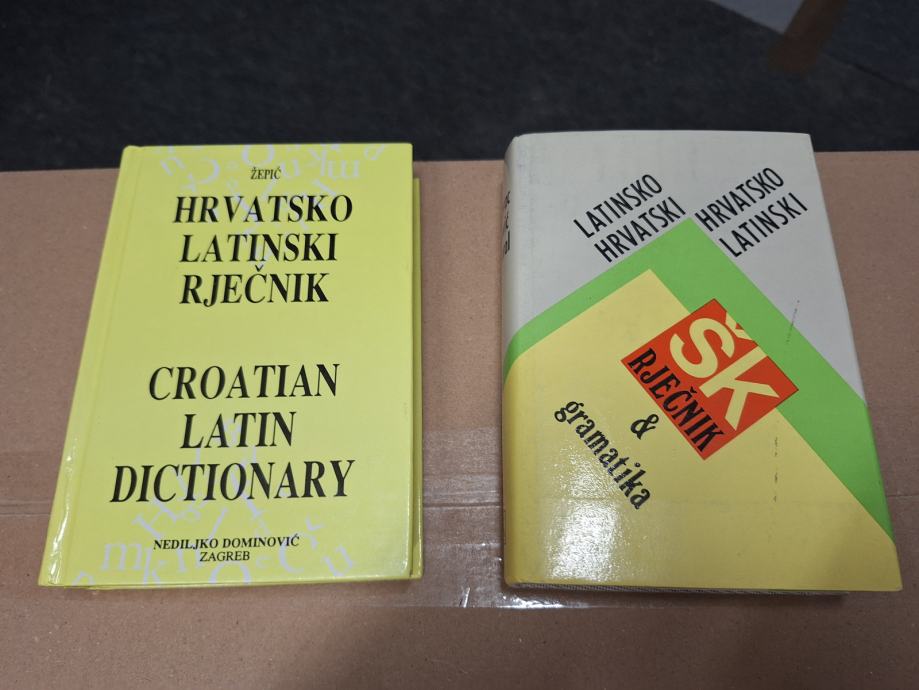 ŽEPIĆ
HRVATSKO
LATINSKI
RJEČNIK
CROATIAN
LATIN
DICTIONARY
NEDILJKO DOMINOVIĆ
ZAGREB
LATINSKO
HRVATSKI
HRVATSKO
LATINSKI
ŠK
RJEČNIK
&
gramatika